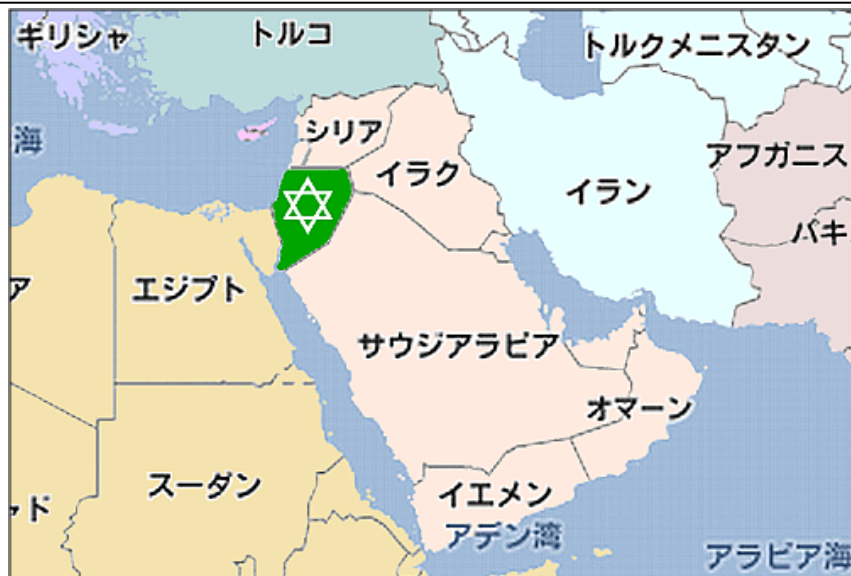 ギリシャ
トルコ
トルクメニスタン
海
シリア
イラク
イラン
アフガニス
パキ
ア
エジプト
サウジアラビア
オマーン
スーダン
ャド
イエメン
アデン湾
アラビア海